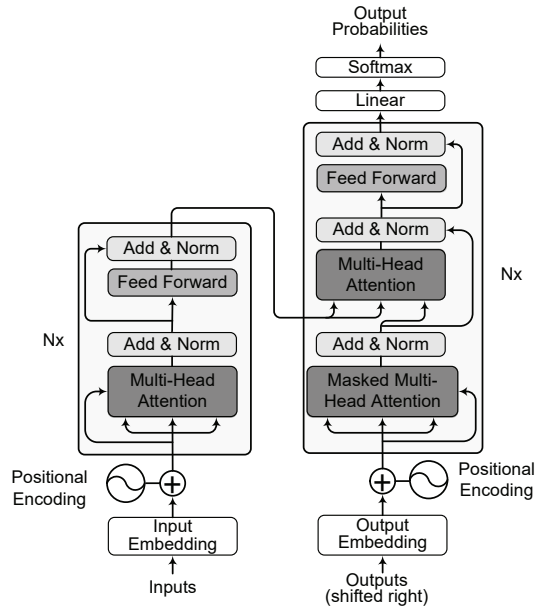 Output
Probabilities
Softmax
Linear
Add & Norm
Feed Forward
Add & Norm
Multi-Head
Attention
Nx
Add & Norm
Masked Multi-
Head Attention
Positional
Encoding
Output
Embedding
Outputs
(shifted right)
Add & Norm
Feed Forward
Nx
Add & Norm
Multi-Head
Attention
Positional
Encoding
Input
Embedding
Inputs